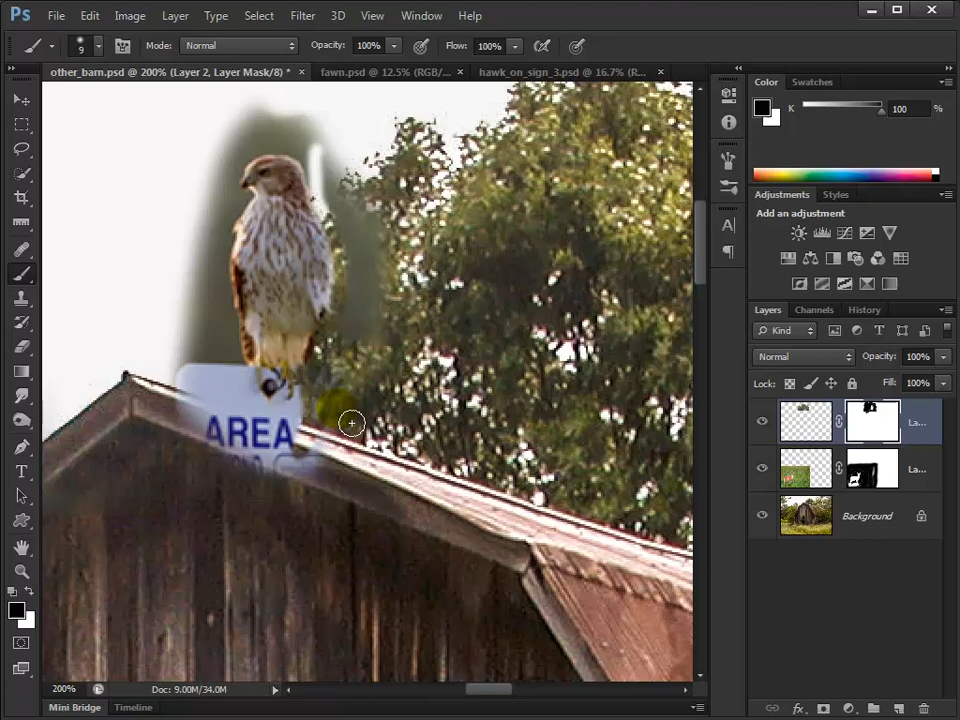 Ps File Edit Image Layer Type Select Filter 3D View Window Help
9 Mode: Normal Opacity: 100% Flow: 100%
other_barn.psd @ 200% (Layer 2, Layer Mask/8) * × fawn.psd @ 12.5% (RGB/... × hawk_on_sign_3.psd @ 16.7% (R... ×
Color Swatches
K 100 %
Adjustments Styles
Add an adjustment
Layers Channels History
Kind
Normal Opacity: 100%
Lock: Fill: 100%
La...
La...
Background
AREA
200% Doc: 9.00M/34.0M
Mini Bridge Timeline